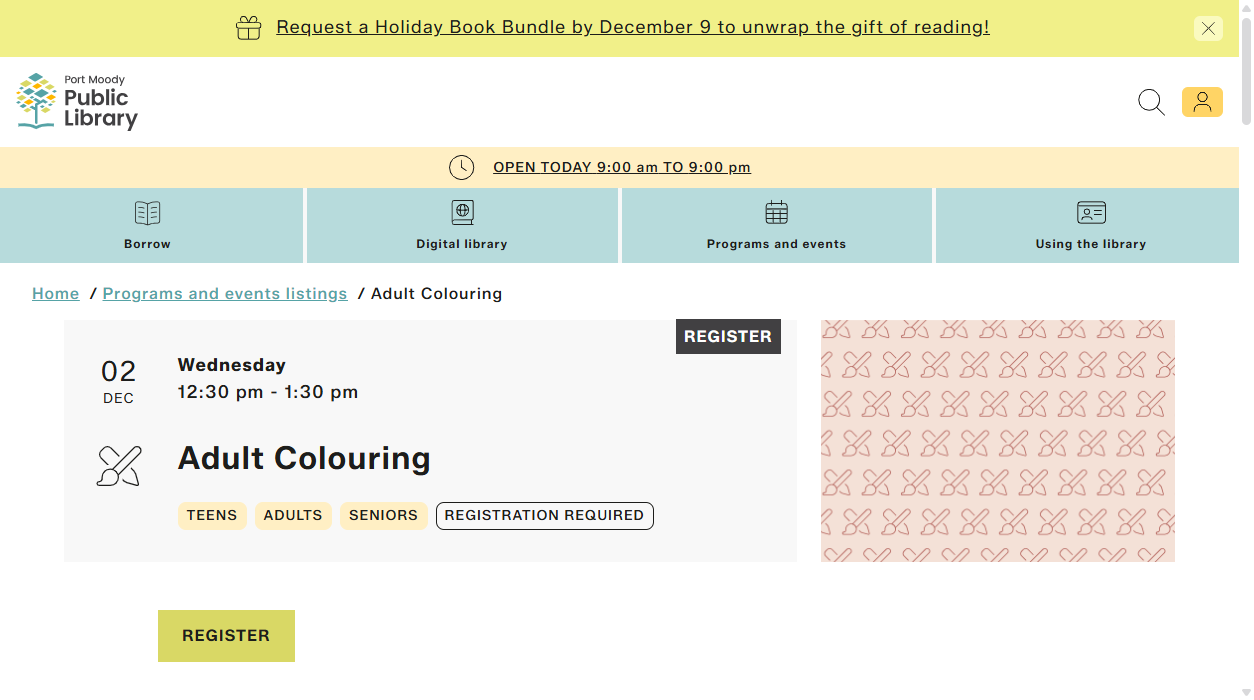 Request a Holiday Book Bundle by December 9 to unwrap the gift of reading!
Port Moody
Public
Library
OPEN TODAY 9:00 am TO 9:00 pm
Borrow
Digital library
Programs and events
Using the library
Home / Programs and events listings / Adult Colouring
REGISTER
02
DEC
Wednesday
12:30 pm - 1:30 pm
Adult Colouring
TEENS ADULTS SENIORS REGISTRATION REQUIRED
REGISTER